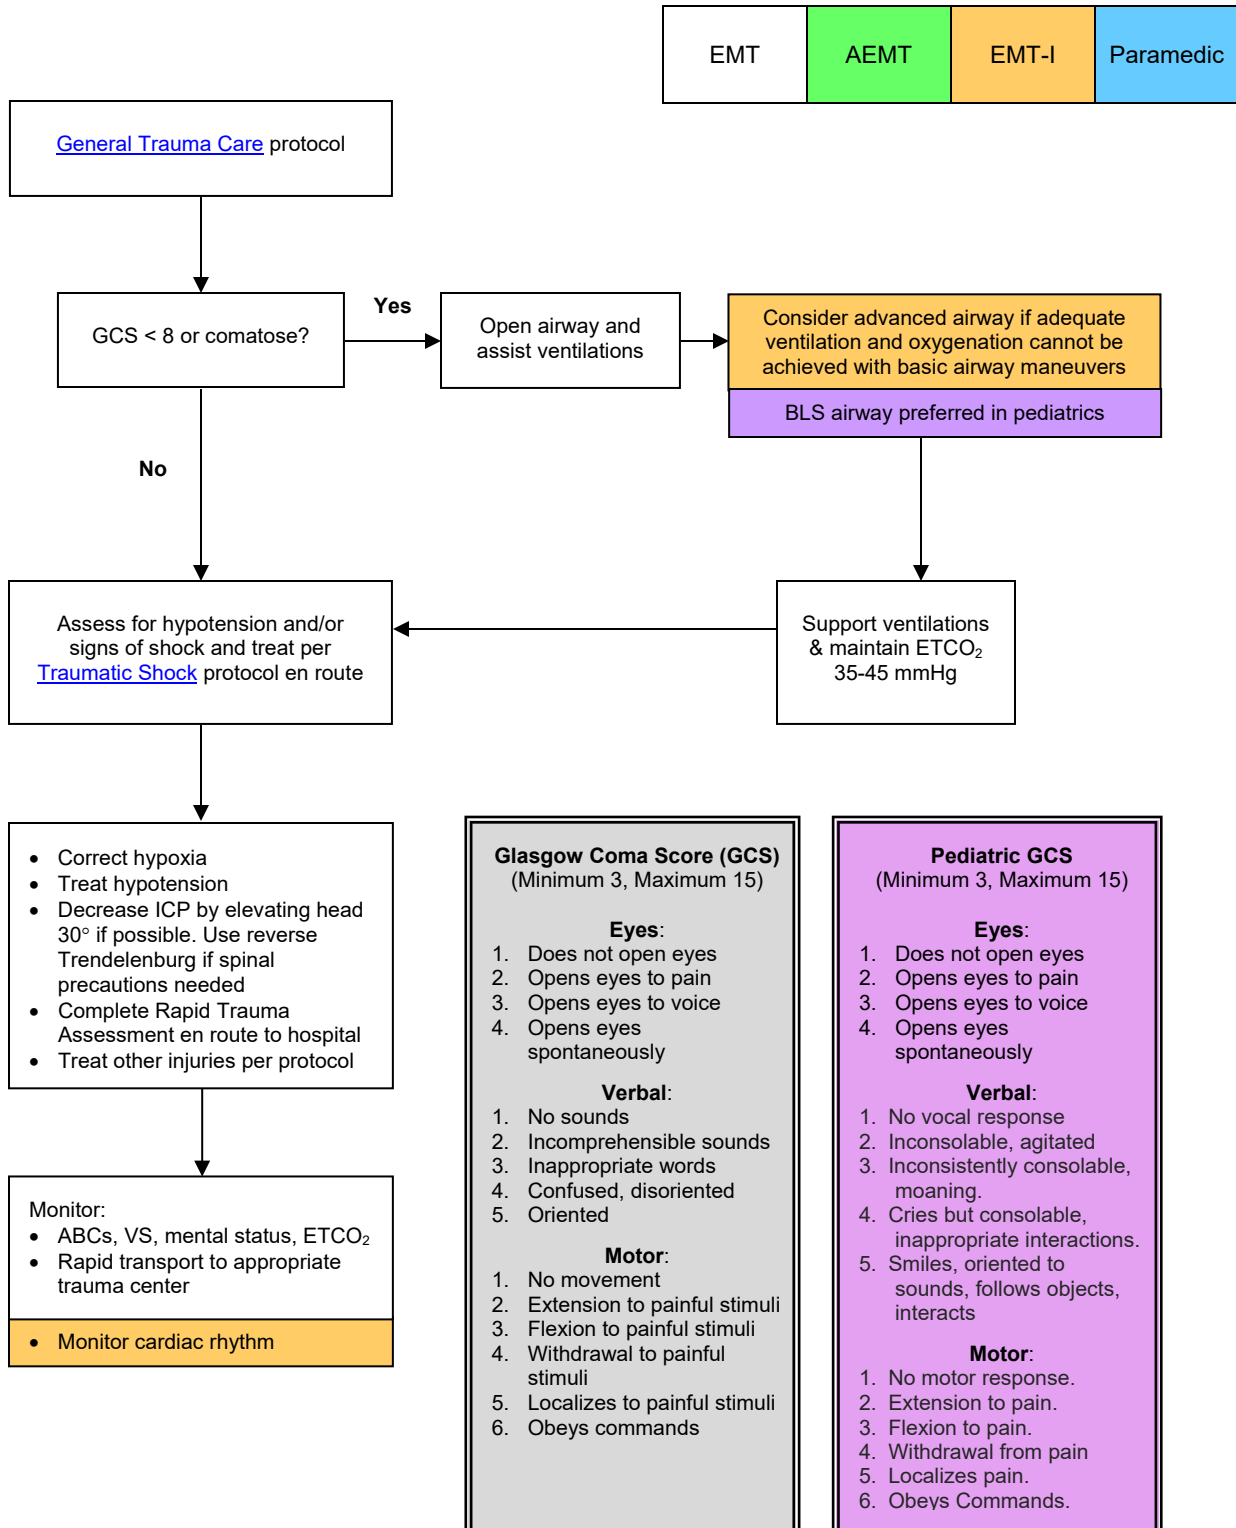 EMT
AEMT
EMT-I
Paramedic
General Trauma Care protocol
GCS < 8 or comatose?
Yes
Open airway and
assist ventilations
Consider advanced airway if adequate
ventilation and oxygenation cannot be
achieved with basic airway maneuvers
BLS airway preferred in pediatrics
No
Assess for hypotension and/or
signs of shock and treat per
Traumatic Shock protocol en route
Support ventilations
& maintain ETCO₂
35-45 mmHg
• Correct hypoxia
• Treat hypotension
• Decrease ICP by elevating head
30° if possible. Use reverse
Trendelenburg if spinal
precautions needed
• Complete Rapid Trauma
Assessment en route to hospital
• Treat other injuries per protocol
Monitor:
• ABCs, VS, mental status, ETCO₂
• Rapid transport to appropriate
trauma center
• Monitor cardiac rhythm
Glasgow Coma Score (GCS)
(Minimum 3, Maximum 15)
Eyes:
1. Does not open eyes
2. Opens eyes to pain
3. Opens eyes to voice
4. Opens eyes
spontaneously
Verbal:
1. No sounds
2. Incomprehensible sounds
3. Inappropriate words
4. Confused, disoriented
5. Oriented
Motor:
1. No movement
2. Extension to painful stimuli
3. Flexion to painful stimuli
4. Withdrawal to painful
stimuli
5. Localizes to painful stimuli
6. Obeys commands
Pediatric GCS
(Minimum 3, Maximum 15)
Eyes:
1. Does not open eyes
2. Opens eyes to pain
3. Opens eyes to voice
4. Opens eyes
spontaneously
Verbal:
1. No vocal response
2. Inconsolable, agitated
3. Inconsistently consolable,
moaning.
4. Cries but consolable,
inappropriate interactions.
5. Smiles, oriented to
sounds, follows objects,
interacts
Motor:
1. No motor response.
2. Extension to pain.
3. Flexion to pain.
4. Withdrawal from pain
5. Localizes pain.
6. Obeys Commands.